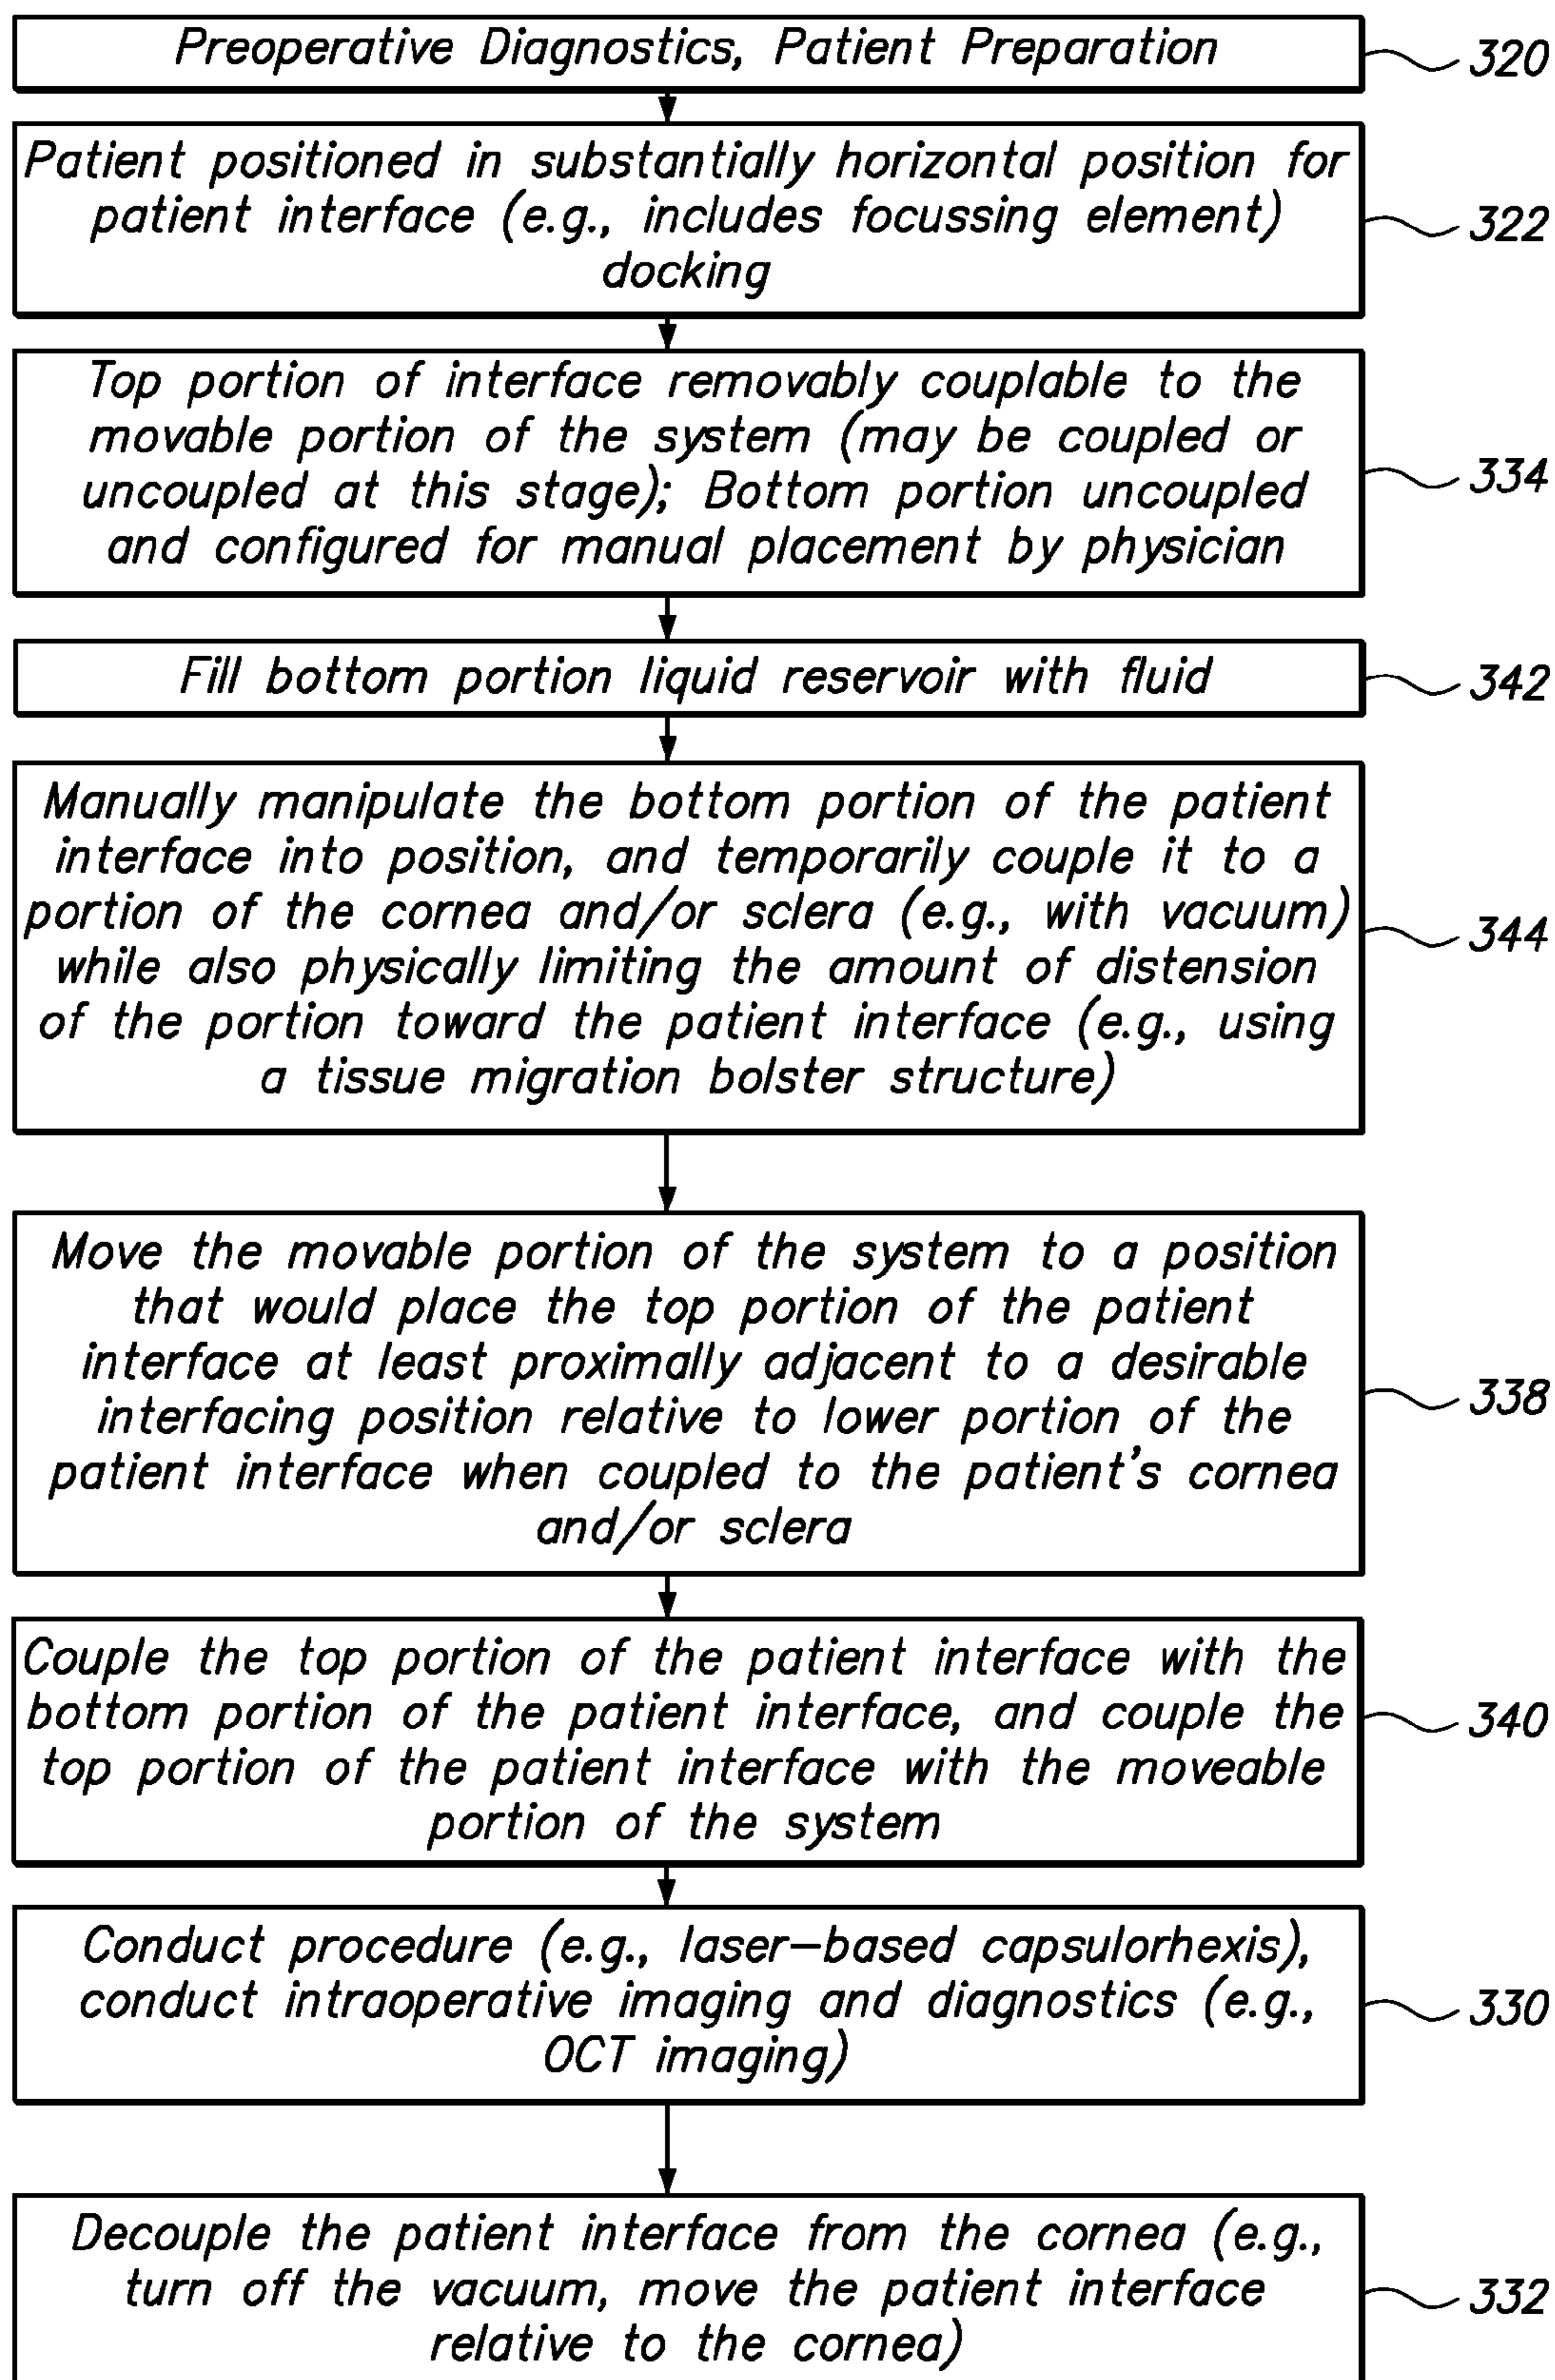 Preoperative Diagnostics, Patient Preparation
320
Patient positioned in substantially horizontal position for
patient interface (e.g., includes focussing element)
docking
322
Top portion of interface removably couplable to the
movable portion of the system (may be coupled or
uncoupled at this stage); Bottom portion uncoupled
and configured for manual placement by physician
334
Fill bottom portion liquid reservoir with fluid
342
Manually manipulate the bottom portion of the patient
interface into position, and temporarily couple it to a
portion of the cornea and/or sclera (e.g., with vacuum)
while also physically limiting the amount of distension
of the portion toward the patient interface (e.g., using
a tissue migration bolster structure)
344
Move the movable portion of the system to a position
that would place the top portion of the patient
interface at least proximally adjacent to a desirable
interfacing position relative to lower portion of the
patient interface when coupled to the patient's cornea
and/or sclera
338
Couple the top portion of the patient interface with the
bottom portion of the patient interface, and couple the
top portion of the patient interface with the moveable
portion of the system
340
Conduct procedure (e.g., laser-based capsulorhexis),
conduct intraoperative imaging and diagnostics (e.g.,
OCT imaging)
330
Decouple the patient interface from the cornea (e.g.,
turn off the vacuum, move the patient interface
relative to the cornea)
332